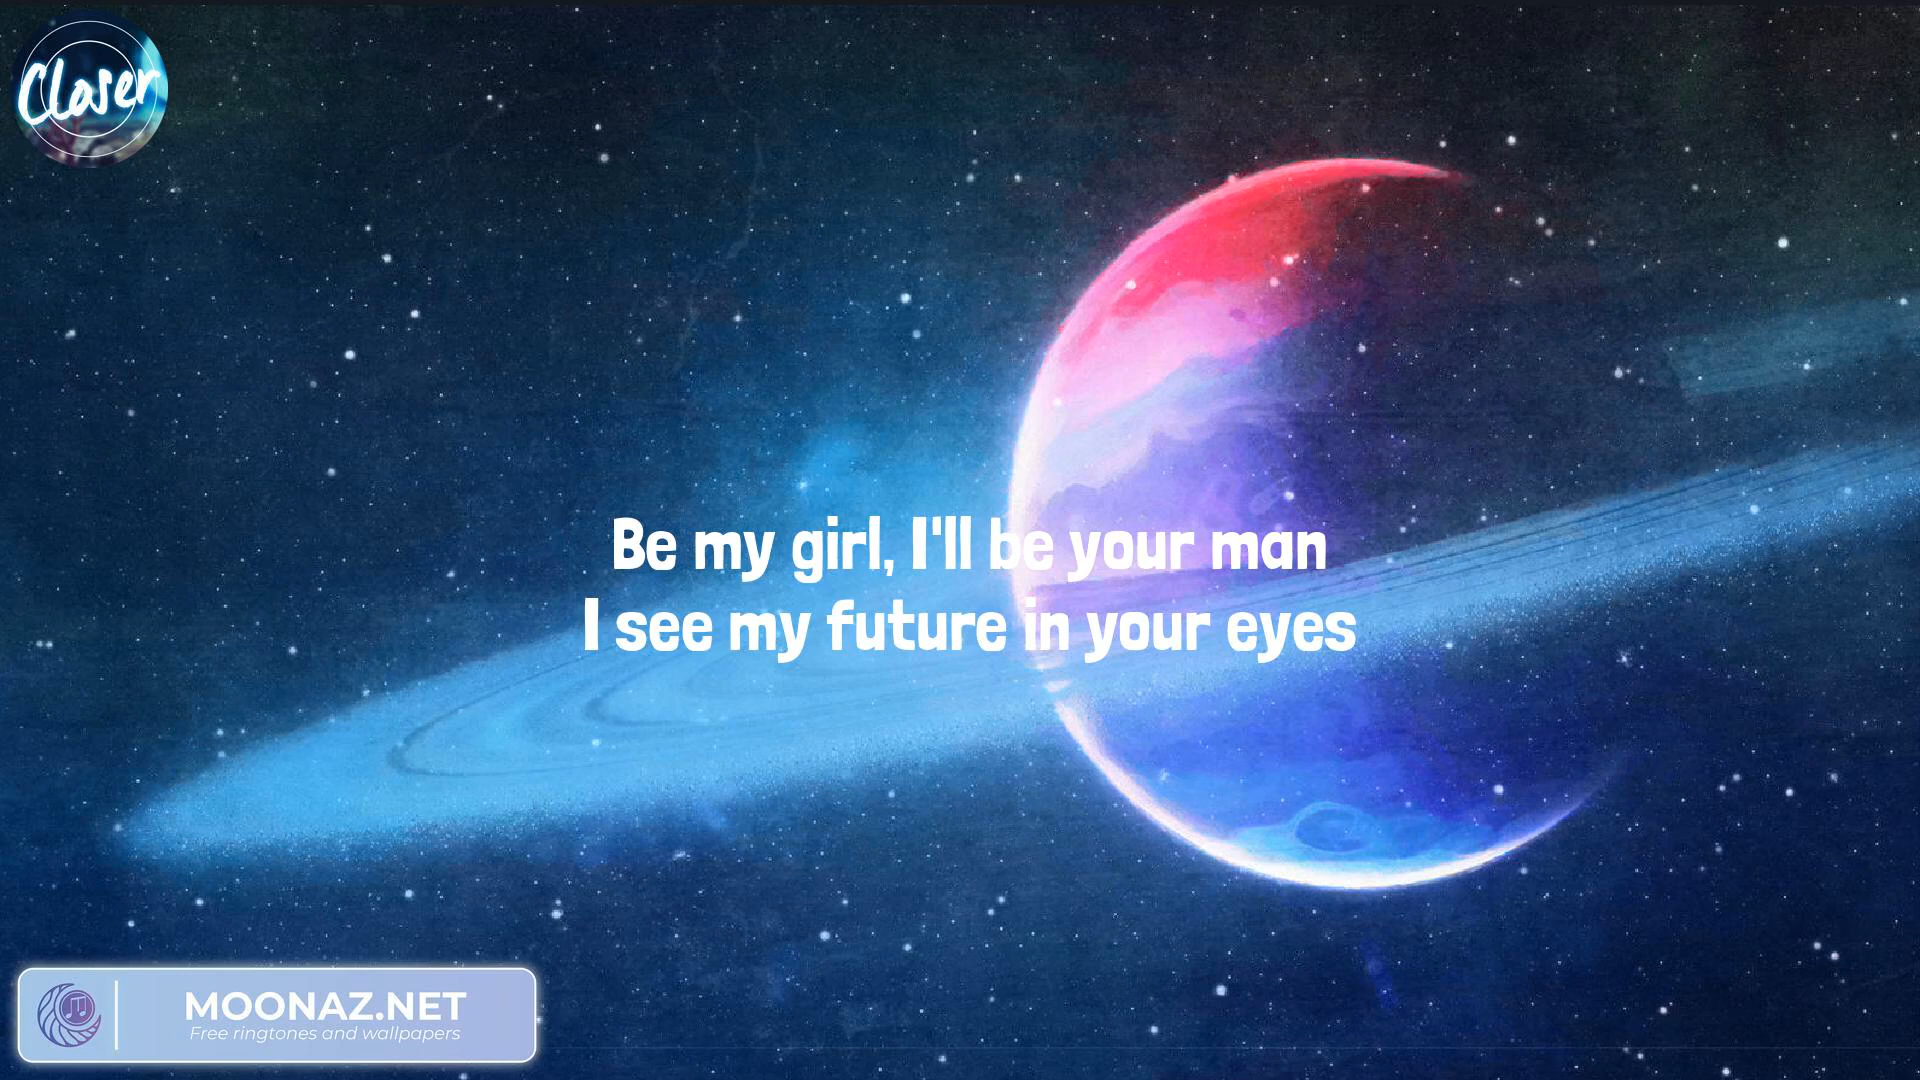 Closer
Be my girl, I'll be your man
I see my future in your eyes
MOONAZ.NET
Free ringtones and wallpapers